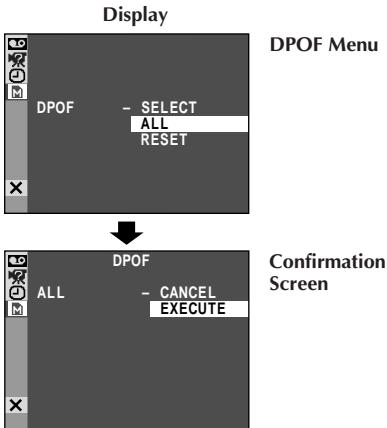 Display
DPOF Menu
DPOF – SELECT
ALL
RESET
DPOF
ALL – CANCEL
EXECUTE
Confirmation
Screen